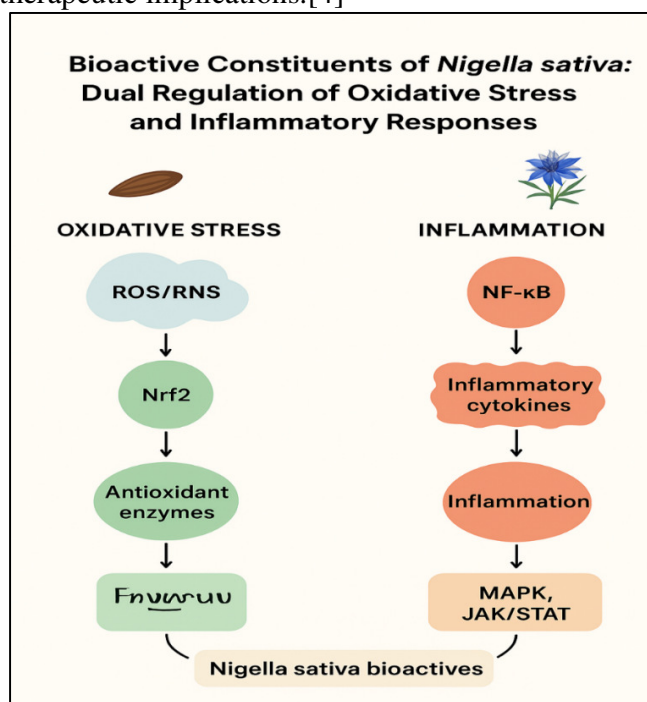 therapeutic implications.[4]
Bioactive Constituents of Nigella sativa:
Dual Regulation of Oxidative Stress
and Inflammatory Responses
OXIDATIVE STRESS
ROS/RNS
Nrf2
Antioxidant
enzymes
INFLAMMATION
NF-κB
Inflammatory
cytokines
Inflammation
MAPK,
JAK/STAT
Nigella sativa bioactives